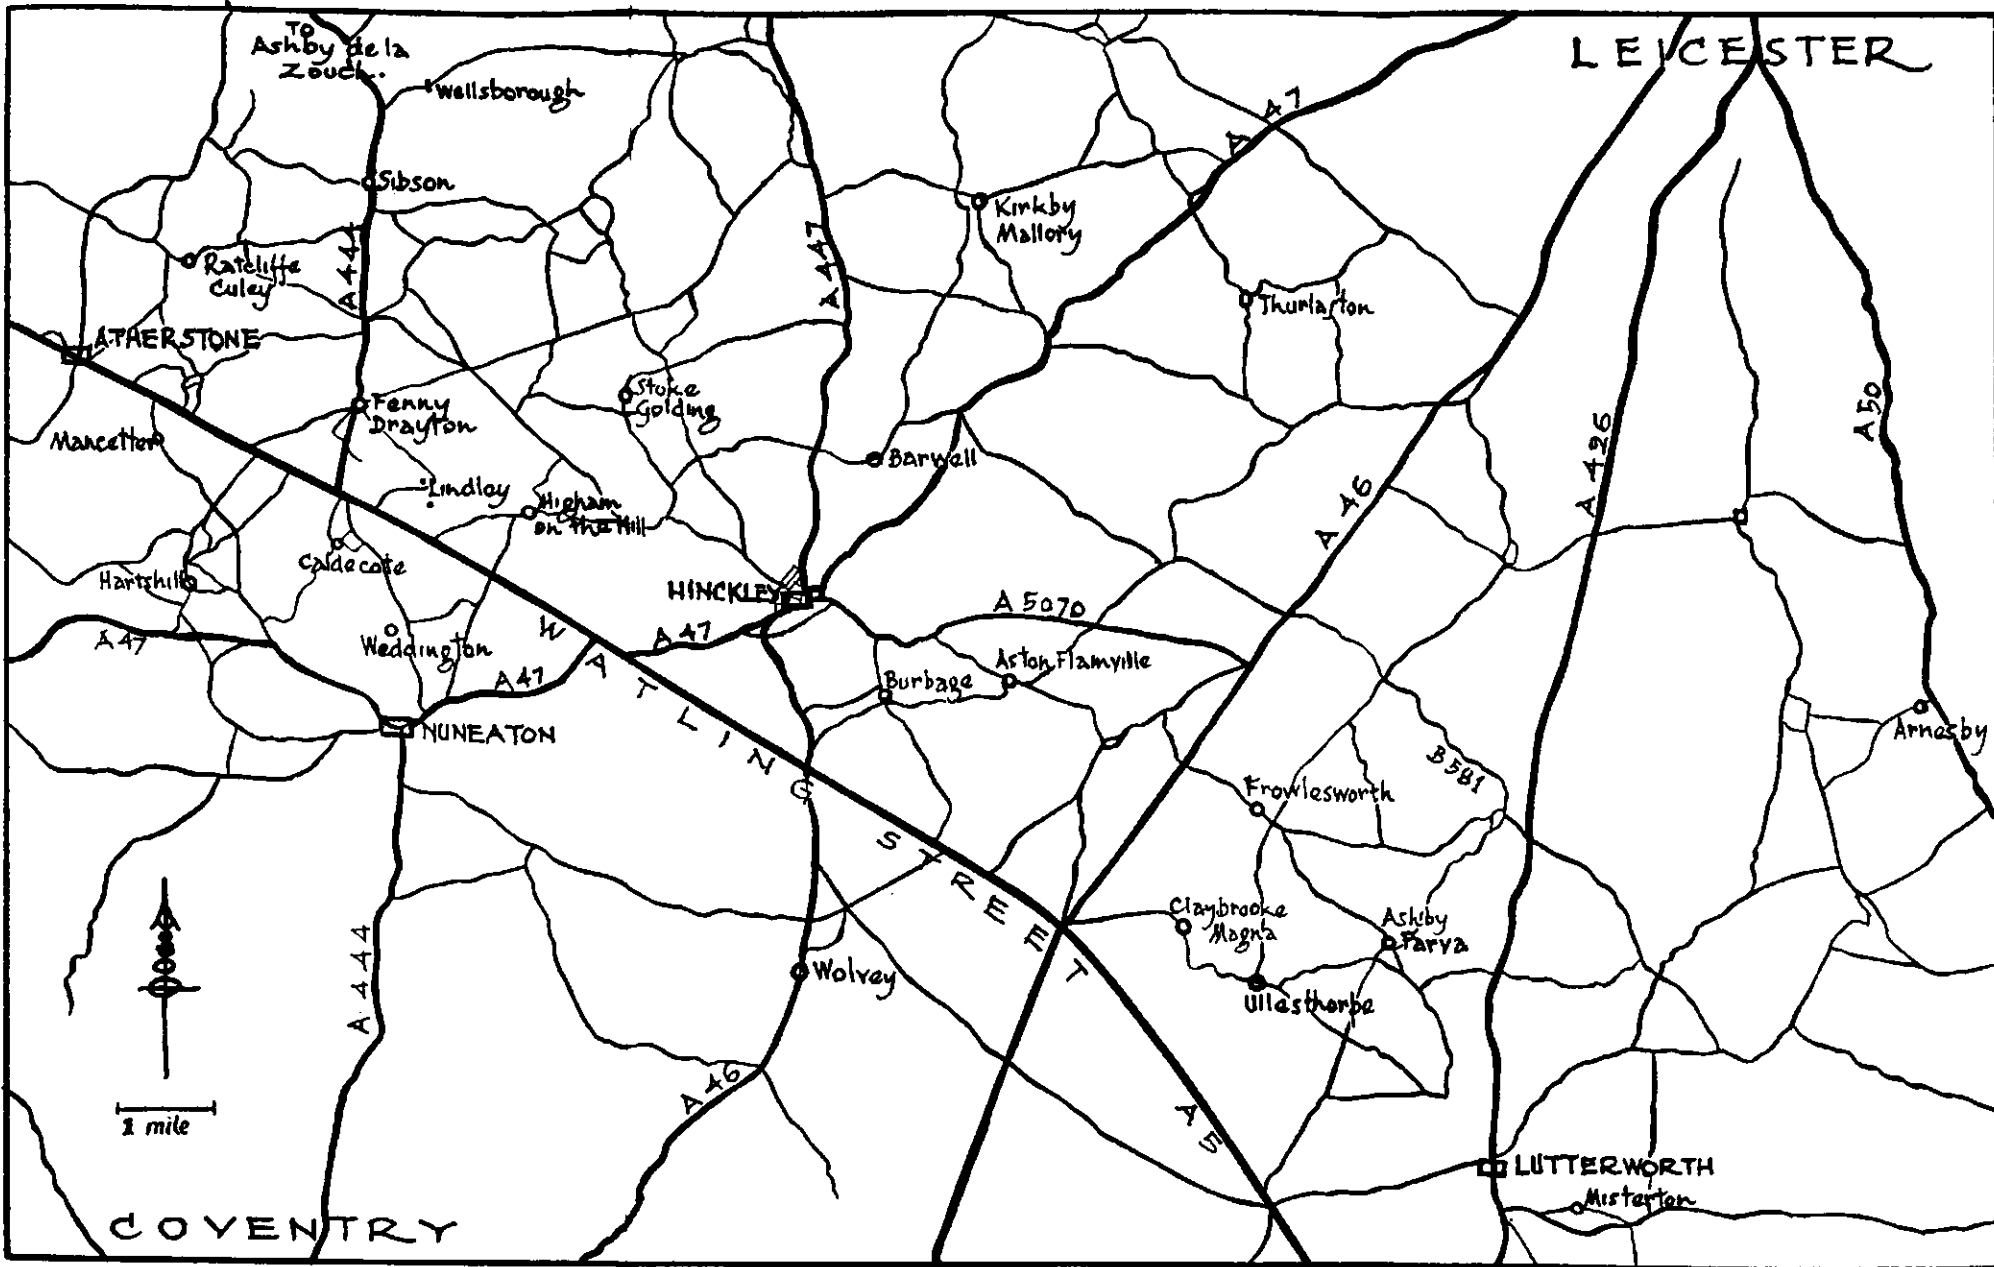 TO
Ashby de la
Zouch.
LEICESTER
Wellsborough
A 47
Sibson
Kirkby
Mallory
A 444
A 447
Ratcliffe
Culey
Thurlaston
ATHERSTONE
Stoke
Golding
Fenny
Drayton
A 50
Mancetter
A 426
Barwell
Lindley
Higham
on the Hill
A 46
Caldecote
Hartshill
HINCKLEY
A 5070
A 47
A 47
Weddington
Aston Flamville
A 47
Burbage
WATLING STREET
NUNEATON
Arnesby
B 581
Frowlesworth
Claybrooke
Magna
Ashby
Parva
A 444
Wolvey
Ullesthorpe
A 46
A 5
1 mile
LUTTERWORTH
Misterton
COVENTRY